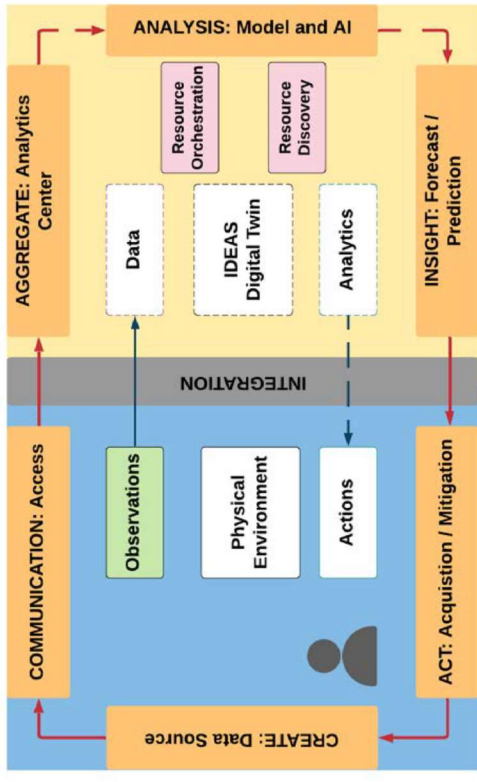 COMMUNICATION: Access
AGGREGATE: Analytics
Center
CREATE: Data Source
Observations
Physical
Environment
Actions
INTEGRATION
Data
IDEAS
Digital Twin
Analytics
Resource
Orchestration
Resource
Discovery
ANALYSIS: Model and AI
ACT: Acquistion / Mitigation
INSIGHT: Forecast /
Prediction